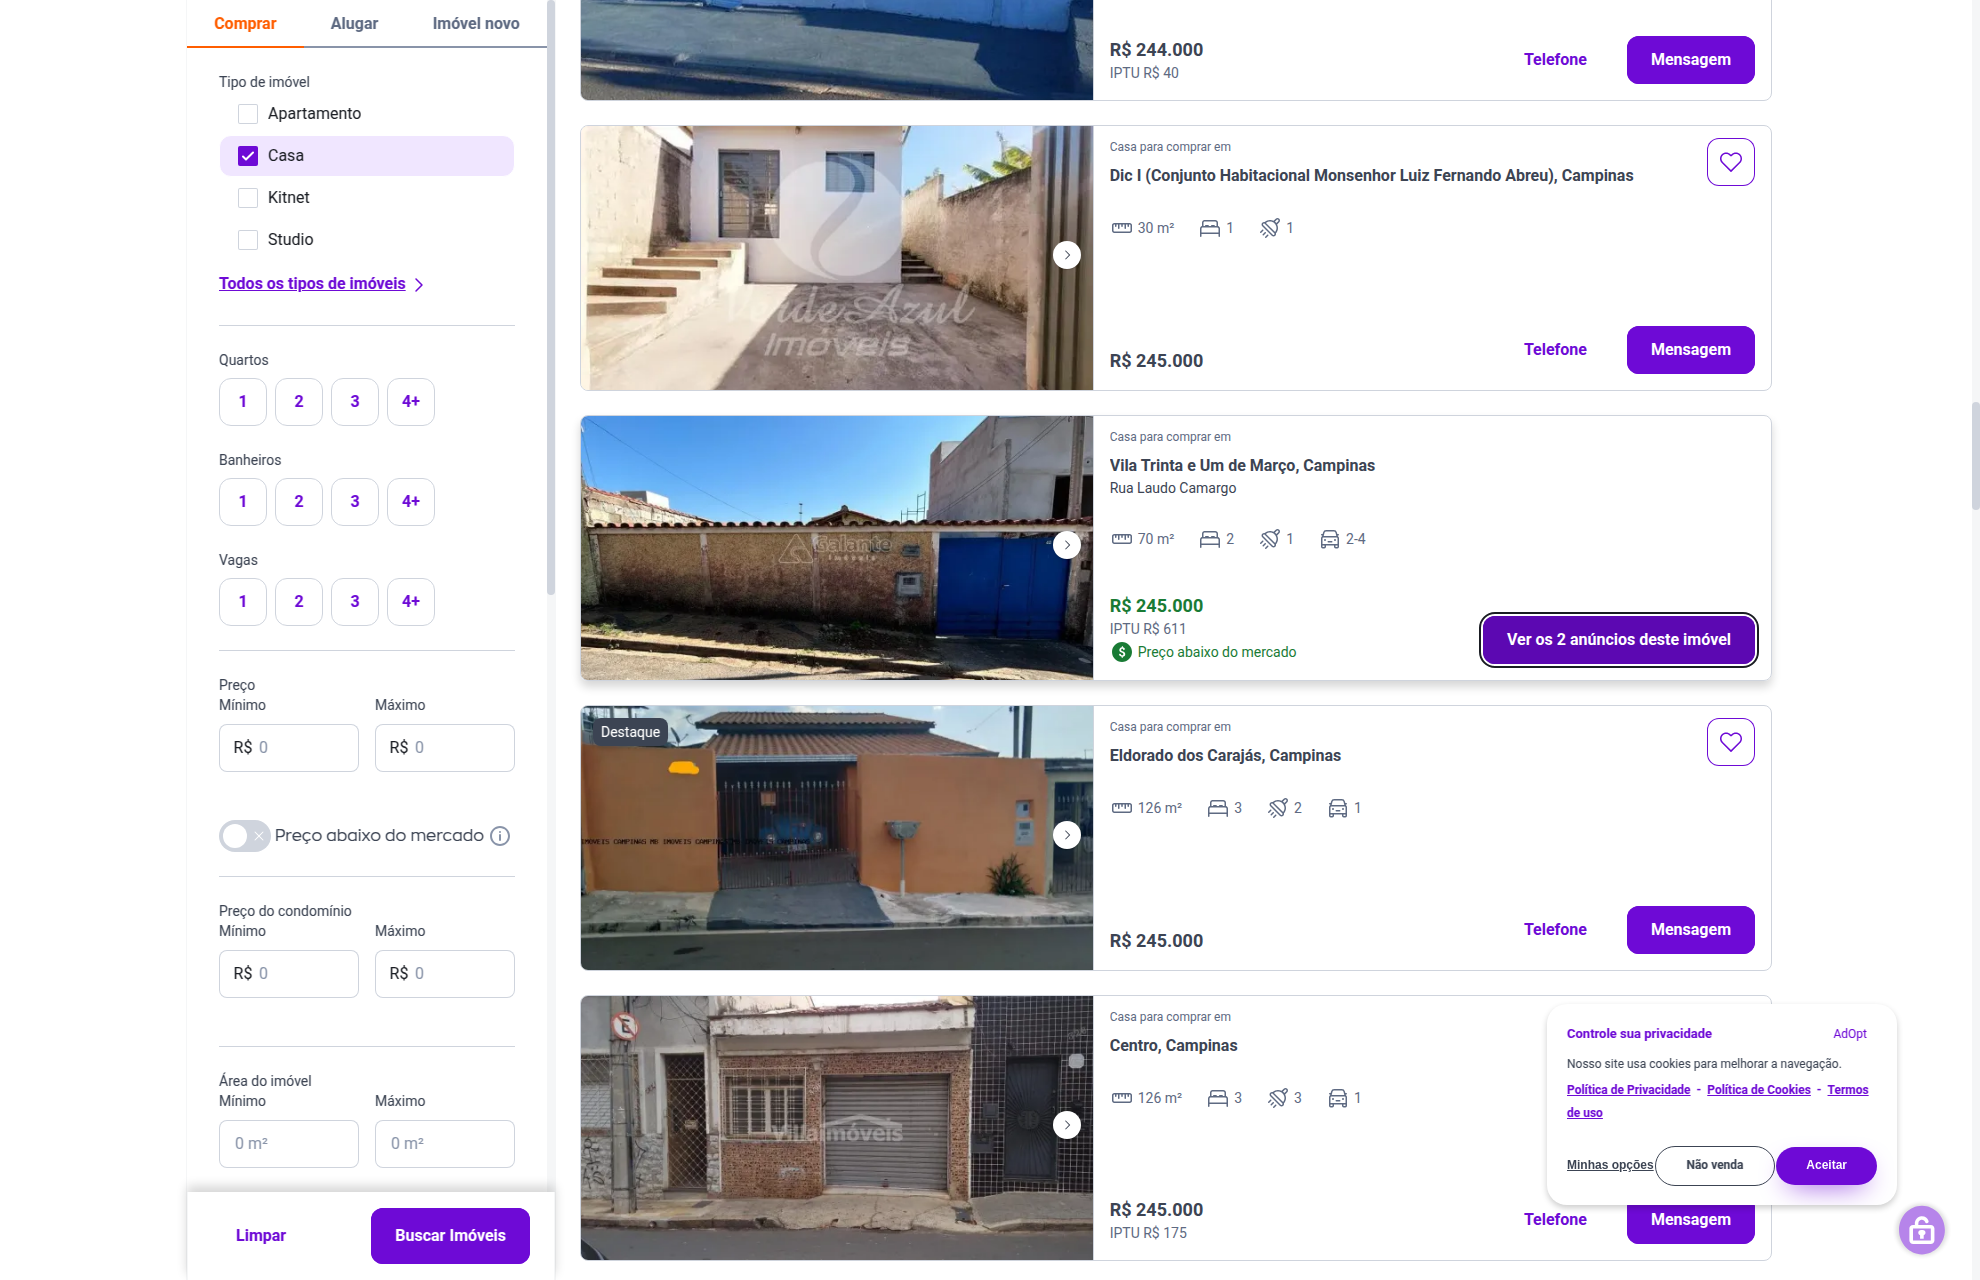 Comprar
Alugar
Imóvel novo
Tipo de imóvel
Apartamento
Casa
Kitnet
Studio
Todos os tipos de imóveis
Quartos
1 2 3 4+
Banheiros
1 2 3 4+
Vagas
1 2 3 4+
Preço
Mínimo Máximo
R$ 0 R$ 0
Preço abaixo do mercado
Preço do condomínio
Mínimo Máximo
R$ 0 R$ 0
Área do imóvel
Mínimo Máximo
0 m² 0 m²
Limpar
Buscar Imóveis
R$ 244.000
IPTU R$ 40
Telefone
Mensagem
VerdeAzul
Imóveis
Casa para comprar em
Dic I (Conjunto Habitacional Monsenhor Luiz Fernando Abreu), Campinas
30 m² 1 1
R$ 245.000
Telefone
Mensagem
Galante
Imóveis
Casa para comprar em
Vila Trinta e Um de Março, Campinas
Rua Laudo Camargo
70 m² 2 1 2-4
R$ 245.000
IPTU R$ 611
$ Preço abaixo do mercado
Ver os 2 anúncios deste imóvel
Destaque
Casa para comprar em
Eldorado dos Carajás, Campinas
126 m² 3 2 1
R$ 245.000
Telefone
Mensagem
E
Casa para comprar em
Centro, Campinas
126 m² 3 3 1
R$ 245.000
IPTU R$ 175
Telefone
Mensagem
Controle sua privacidade
AdOpt
Nosso site usa cookies para melhorar a navegação.
Política de Privacidade - Política de Cookies - Termos
de uso
Minhas opções
Não venda
Aceitar